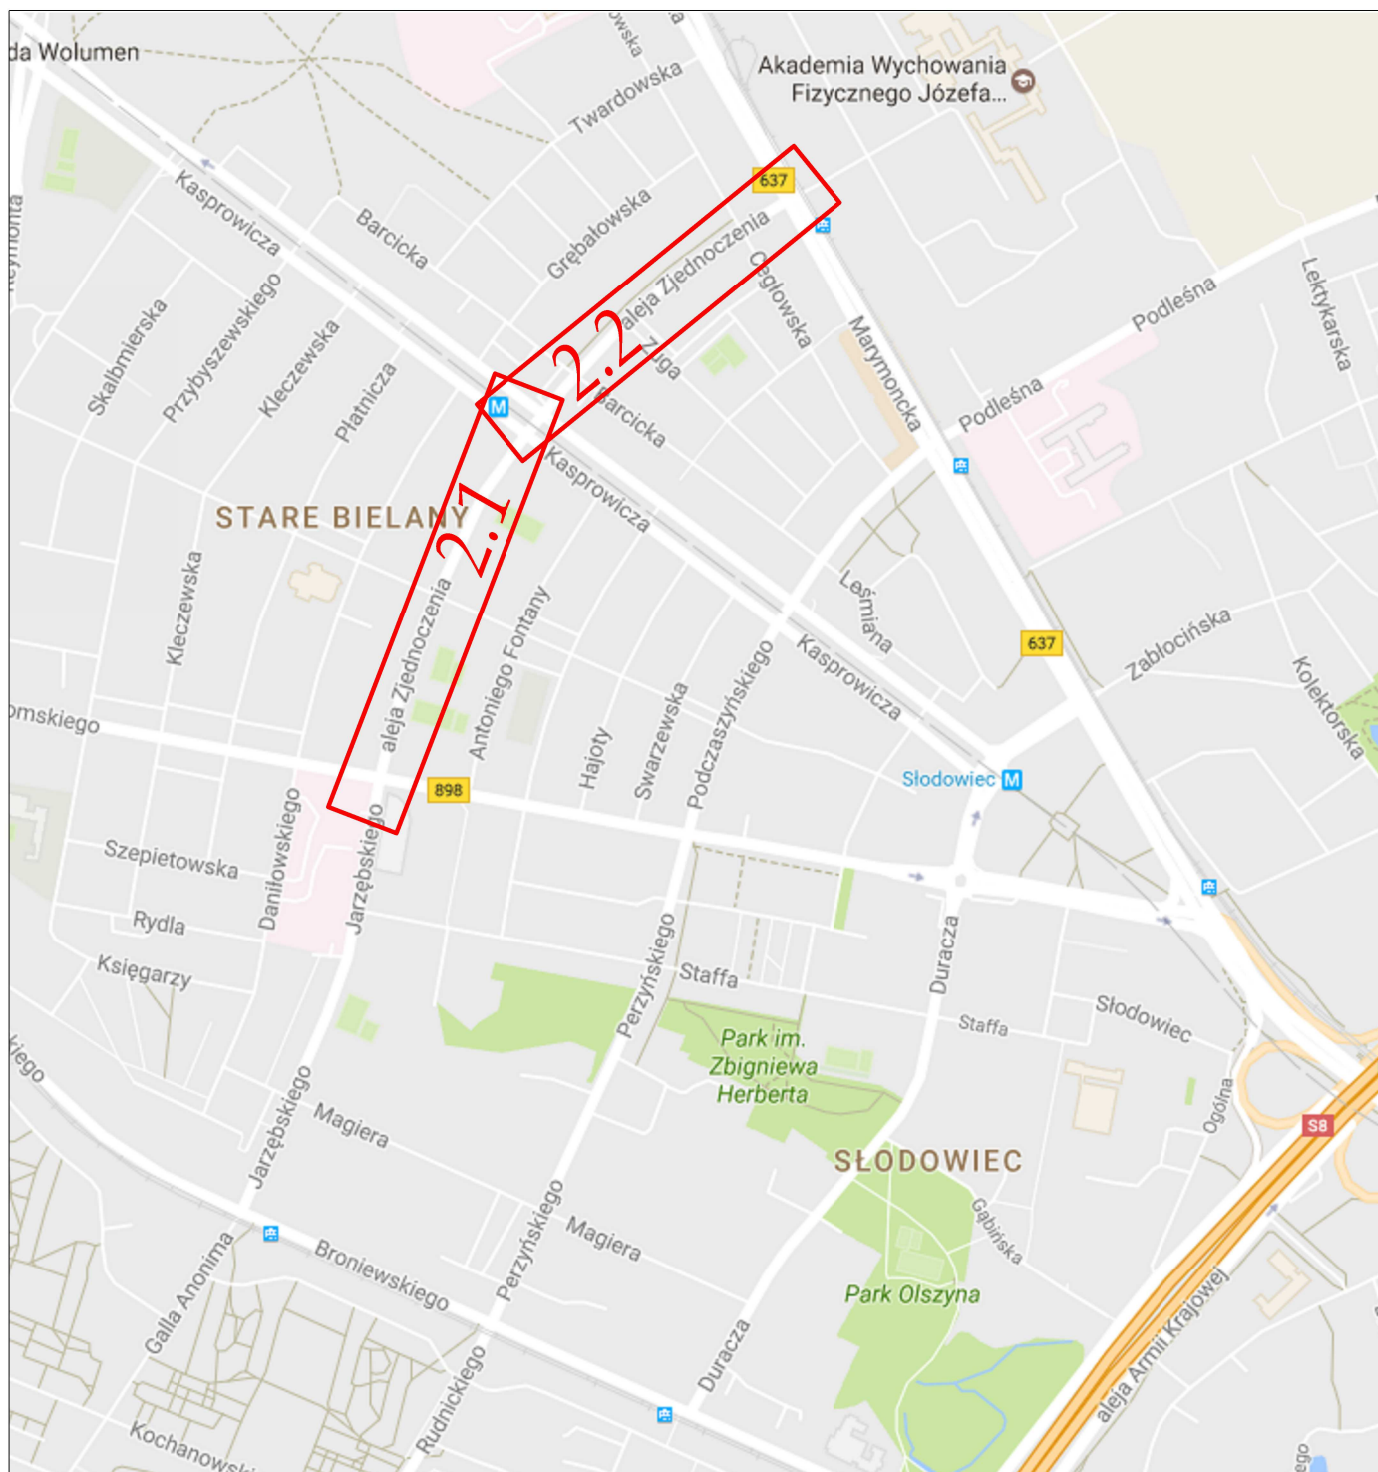 da Wolumen
Akademia Wychowania
Fizycznego Józefa...
Twardowska
637
Kasprowicza
Barcicka
Grębałowska
aleja Zjednoczenia
Cegłowska
Podleśna
Lektykarska
Skalbmierska
Przybyszewskiego
Kleczewska
Płatnicza
2.2
Żuga
Marymoncka
M
Barcicka
Podleśna
Kasprowicza
STARE BIELANY
2.1
Kleczewska
aleja Zjednoczenia
Antoniego Fontany
Leśmiana
637
Zabłocińska
Kolektorska
Kasprowicza
omskiego
Hajoty
Swarzewska
Podczaszyńskiego
Słodowiec M
898
Szepietowska
Daniłowskiego
Jarzębskiego
Rydla
Księgarzy
Perzyńskiego
Staffa
Duracza
Staffa
Słodowiec
kiego
Park im.
Zbigniewa
Herberta
Ogólna
Jarzębskiego
Magiera
S8
SŁODOWIEC
Gąbińska
Perzyńskiego
Magiera
Galla Anonima
Broniewskiego
Park Olszyna
aleja Armii Krajowej
Duracza
Rudnickiego
Kochanowski
ego